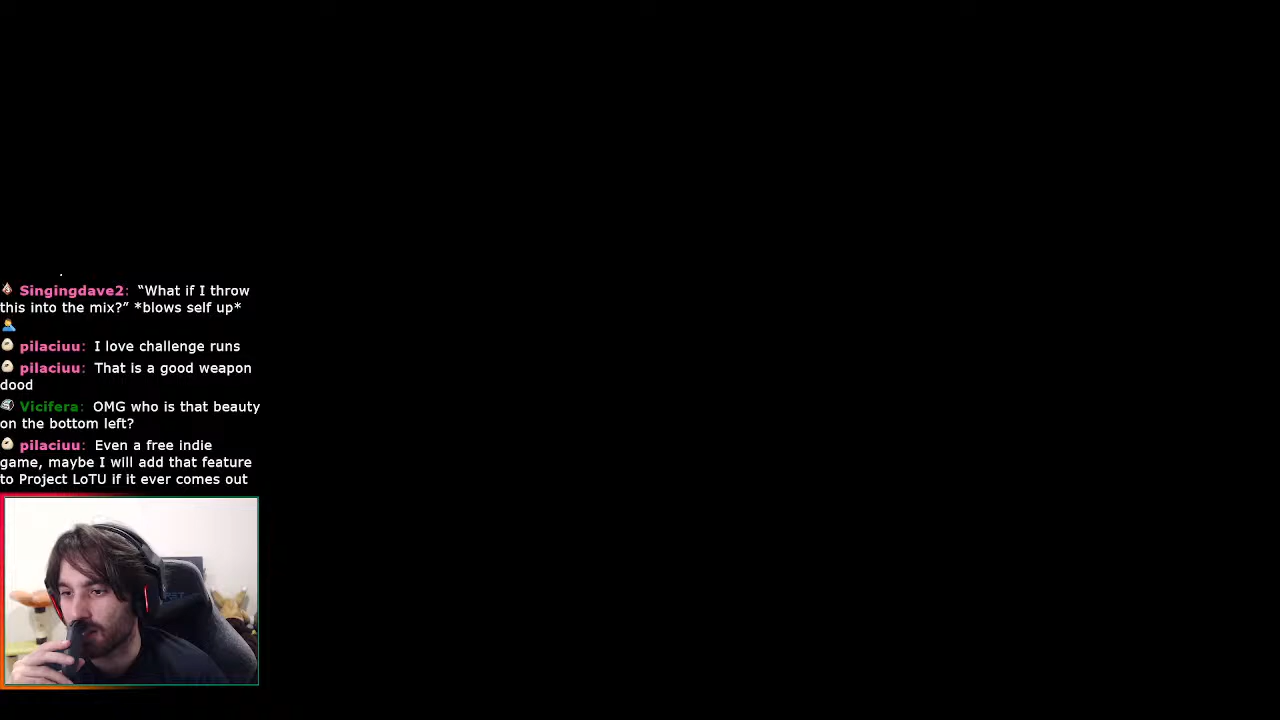 Singingdave2: “What if I throw
this into the mix?” *blows self up*
pilaciuu: I love challenge runs
pilaciuu: That is a good weapon
dood
Vicifera: OMG who is that beauty
on the bottom left?
pilaciuu: Even a free indie
game, maybe I will add that feature
to Project LoTU if it ever comes out